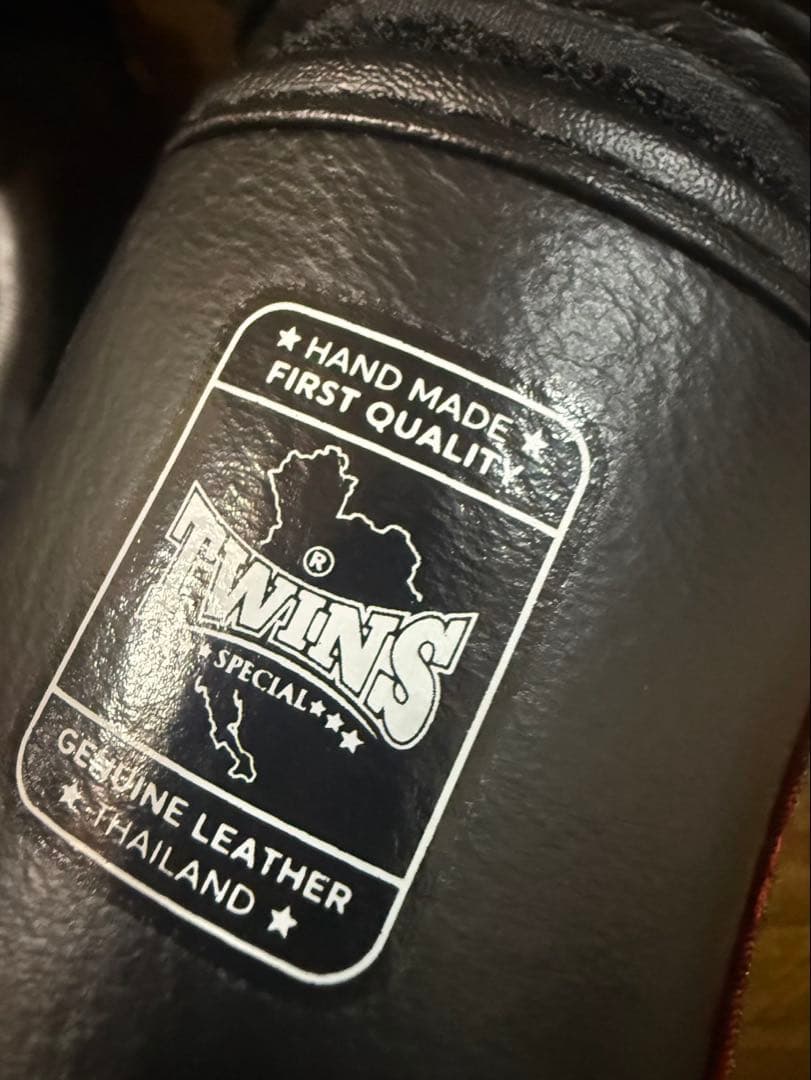 ★ HAND MADE ★
FIRST QUALITY
®
TWINS
★ SPECIAL ★★★
GENUINE LEATHER
★ THAILAND ★